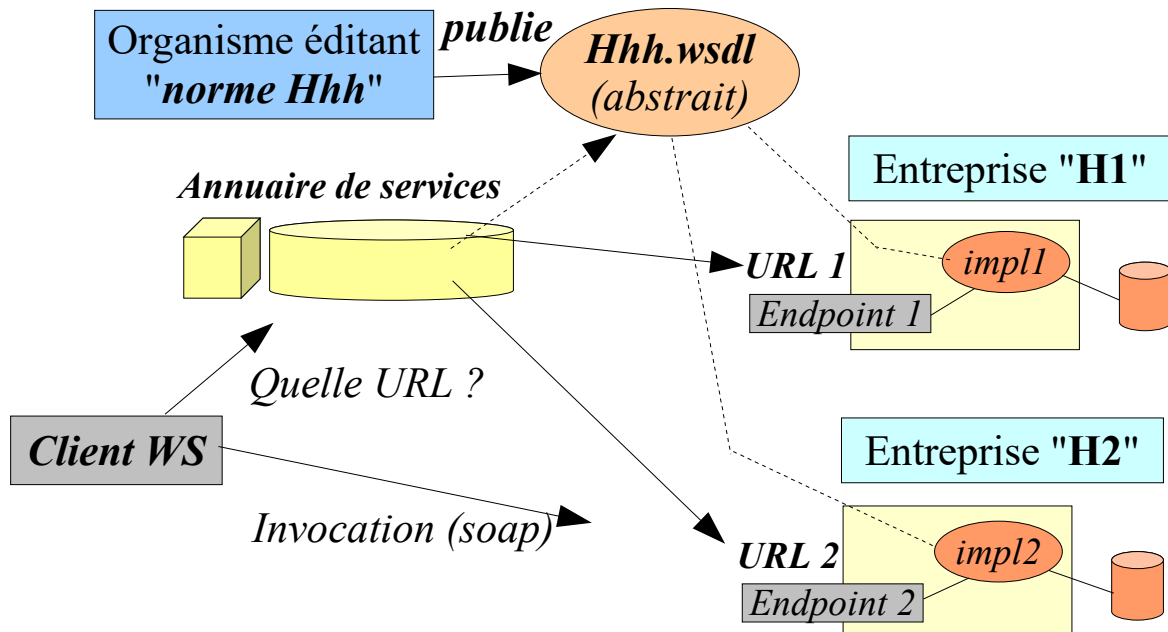 Organisme éditant
"norme Hhh"
publie
Hhh.wsdl
(abstrait)
Entreprise "H1"
Annuaire de services
URL 1
impl1
Endpoint 1
Quelle URL ?
Client WS
Entreprise "H2"
Invocation (soap)
URL 2
impl2
Endpoint 2